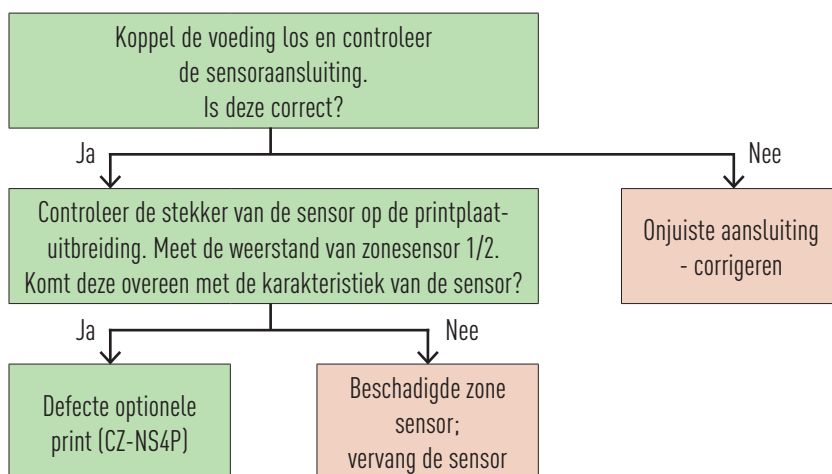 Koppel de voeding los en controleer
de sensoraansluiting.
Is deze correct?
Ja
Nee
Controleer de stekker van de sensor op de printplaat-
uitbreiding. Meet de weerstand van zonesensor 1/2.
Komt deze overeen met de karakteristiek van de sensor?
Onjuiste aansluiting
- corrigeren
Ja
Nee
Defecte optionele
print (CZ-NS4P)
Beschadigde zone
sensor;
vervang de sensor